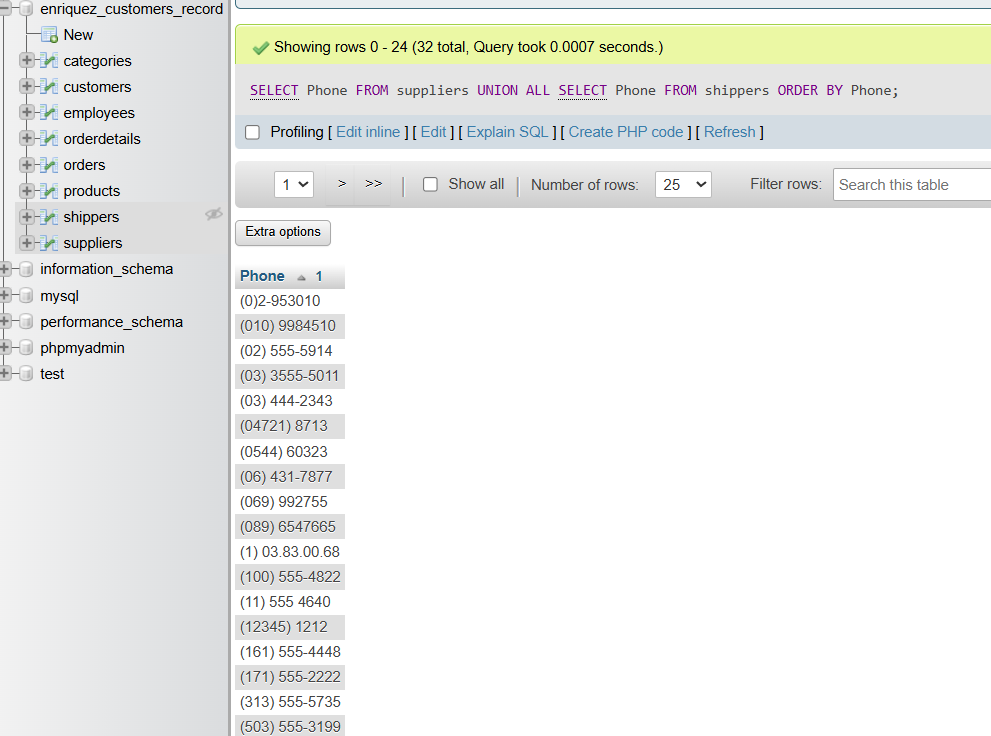 enriquez_customers_record
New
categories
customers
employees
orderdetails
orders
products
shippers
suppliers
information_schema
mysql
performance_schema
phpmyadmin
test
Showing rows 0 - 24 (32 total, Query took 0.0007 seconds.)
SELECT Phone FROM suppliers UNION ALL SELECT Phone FROM shippers ORDER BY Phone;
Profiling [ Edit inline ] [ Edit ] [ Explain SQL ] [ Create PHP code ] [ Refresh ]
1 > >> | Show all | Number of rows: 25 Filter rows: Search this table
Extra options
Phone 1
(0)2-953010
(010) 9984510
(02) 555-5914
(03) 3555-5011
(03) 444-2343
(04721) 8713
(0544) 60323
(06) 431-7877
(069) 992755
(089) 6547665
(1) 03.83.00.68
(100) 555-4822
(11) 555 4640
(12345) 1212
(161) 555-4448
(171) 555-2222
(313) 555-5735
(503) 555-3199